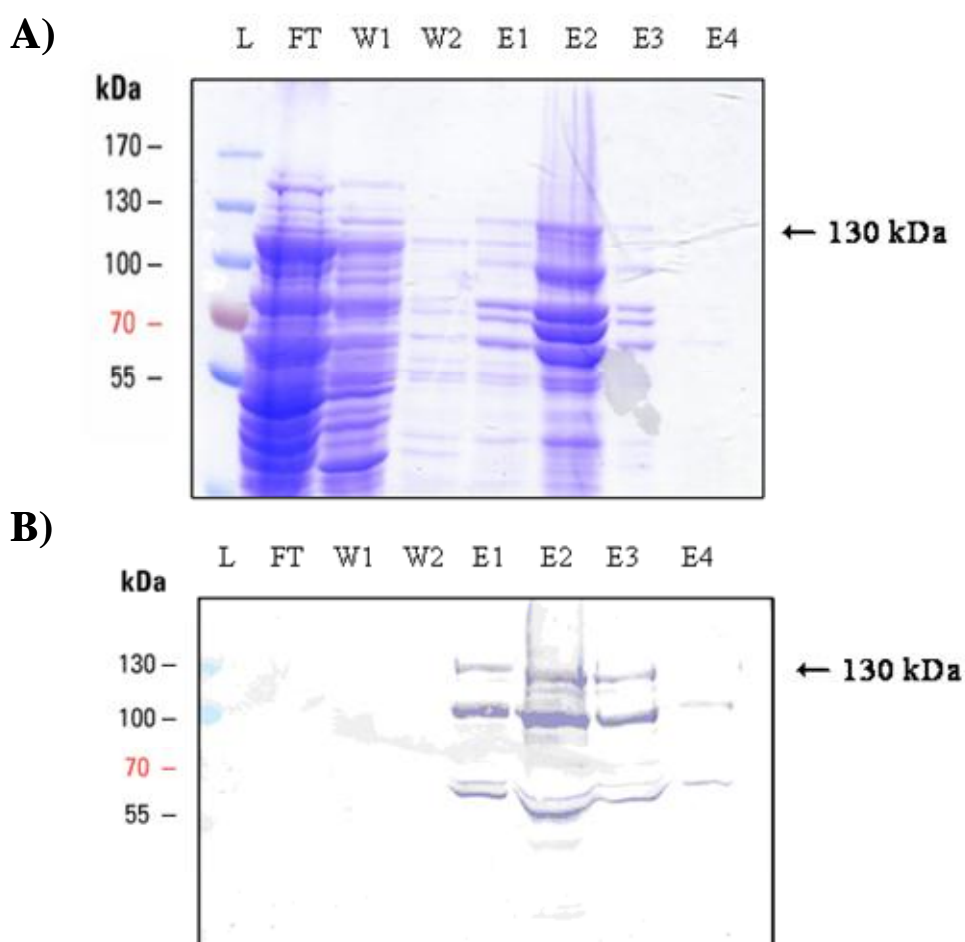 A)
L FT W1 W2 E1 E2 E3 E4
kDa
170 –
130 –
← 130 kDa
100 –
70 –
55 –
B)
L FT W1 W2 E1 E2 E3 E4
kDa
130 –
← 130 kDa
100 –
70 –
55 –